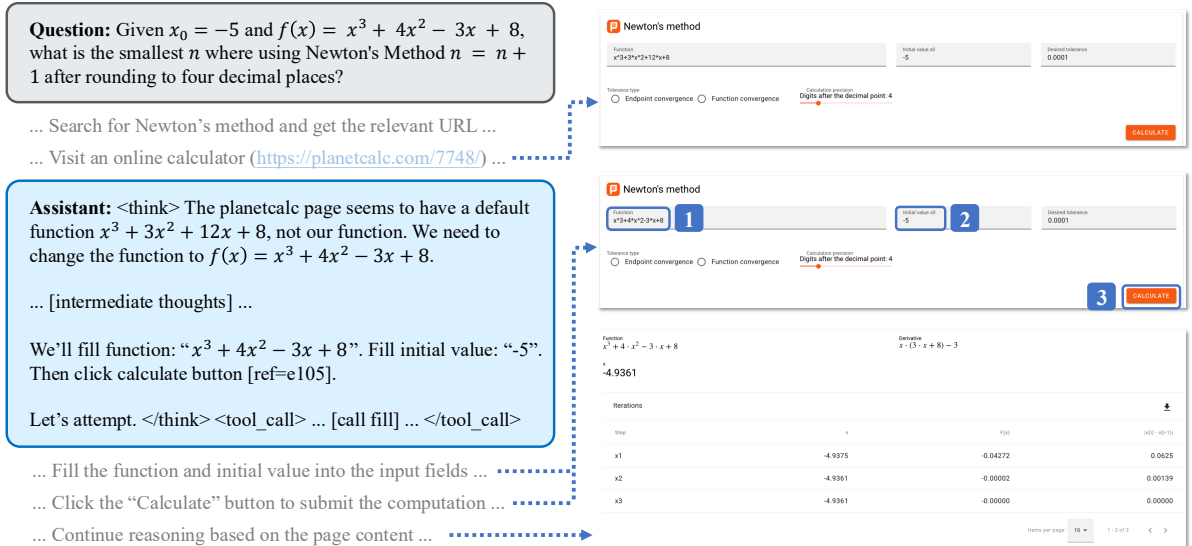 Question: Given x₀ = −5 and f(x) = x³ + 4x² − 3x + 8,
what is the smallest n where using Newton's Method n = n +
1 after rounding to four decimal places?
... Search for Newton's method and get the relevant URL ...
... Visit an online calculator (https://planetcalc.com/7748/) ...
Assistant: <think> The planetcalc page seems to have a default
function x³ + 3x² + 12x + 8, not our function. We need to
change the function to f(x) = x³ + 4x² − 3x + 8.
... [intermediate thoughts] ...
We'll fill function: “x³ + 4x² − 3x + 8”. Fill initial value: “-5”.
Then click calculate button [ref=e105].
Let's attempt. </think> <tool_call> ... [call fill] ... </tool_call>
... Fill the function and initial value into the input fields ...
... Click the “Calculate” button to submit the computation ...
... Continue reasoning based on the page content ...
Newton's method
Function Initial value x0 Desired tolerance
x^3+3*x^2+12*x+8 -5 0.0001
Tolerance type Calculation precision
Endpoint convergence Function convergence Digits after the decimal point: 4
CALCULATE
Newton's method
Function Initial value x0 Desired tolerance
x^3+4*x^2-3*x+8 1 -5 2 0.0001
Tolerance type Calculation precision
Endpoint convergence Function convergence Digits after the decimal point: 4
3 CALCULATE
Function Derivative
x³ + 4 · x² − 3 · x + 8 x · (3 · x + 8) − 3
x
-4.9361
Iterations
Step x F(x) |x(i) - x(i-1)|
x1 -4.9375 -0.04272 0.0625
x2 -4.9361 -0.00002 0.00139
x3 -4.9361 -0.00000 0.00000
Items per page: 10 1 - 3 of 3